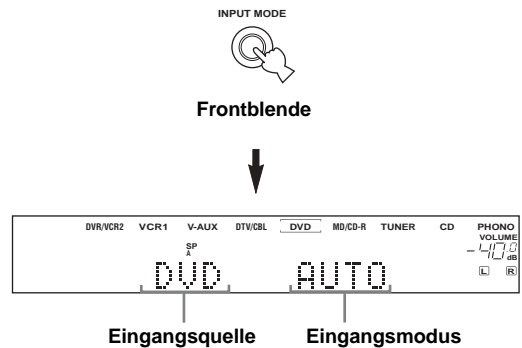 INPUT MODE
Frontblende
DVR/VCR2 VCR1 V-AUX DTV/CBL DVD MD/CD-R TUNER CD PHONO
VOLUME
SP
A
-40.0 dB
L R
DVD AUTO
Eingangsquelle Eingangsmodus